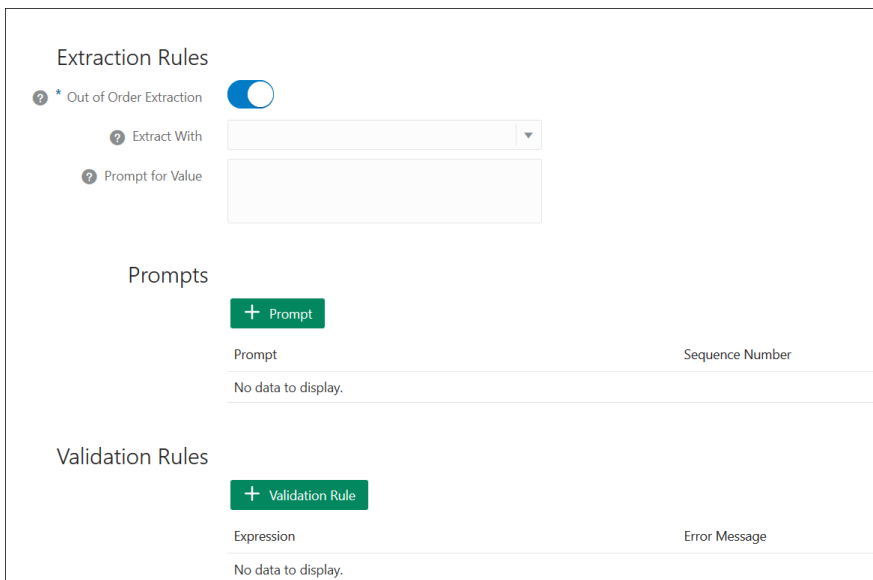 Extraction Rules
? * Out of Order Extraction
? Extract With
? Prompt for Value
Prompts
+ Prompt
Prompt Sequence Number
No data to display.
Validation Rules
+ Validation Rule
Expression Error Message
No data to display.